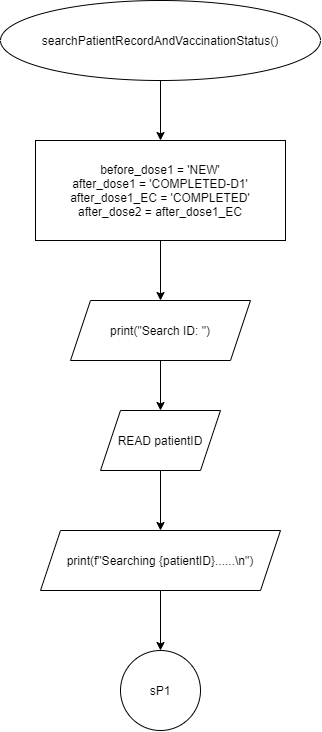 searchPatientRecordAndVaccinationStatus()
before_dose1 = 'NEW'
after_dose1 = 'COMPLETED-D1'
after_dose1_EC = 'COMPLETED'
after_dose2 = after_dose1_EC
print("Search ID: ")
READ patientID
print(f"Searching {patientID}......\n")
sP1